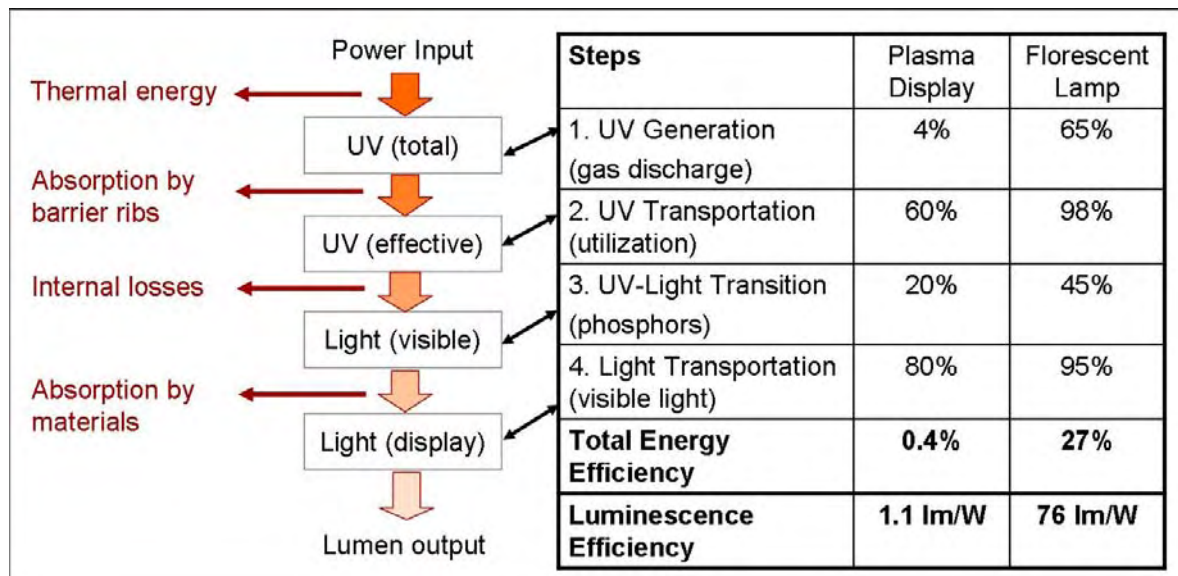 Power Input
Thermal energy
UV (total)
Absorption by
barrier ribs
UV (effective)
Internal losses
Light (visible)
Absorption by
materials
Light (display)
Lumen output
Steps Plasma Display Florescent Lamp
1. UV Generation 4% 65%
(gas discharge)
2. UV Transportation 60% 98%
(utilization)
3. UV-Light Transition 20% 45%
(phosphors)
4. Light Transportation 80% 95%
(visible light)
Total Energy 0.4% 27%
Efficiency
Luminescence 1.1 lm/W 76 lm/W
Efficiency